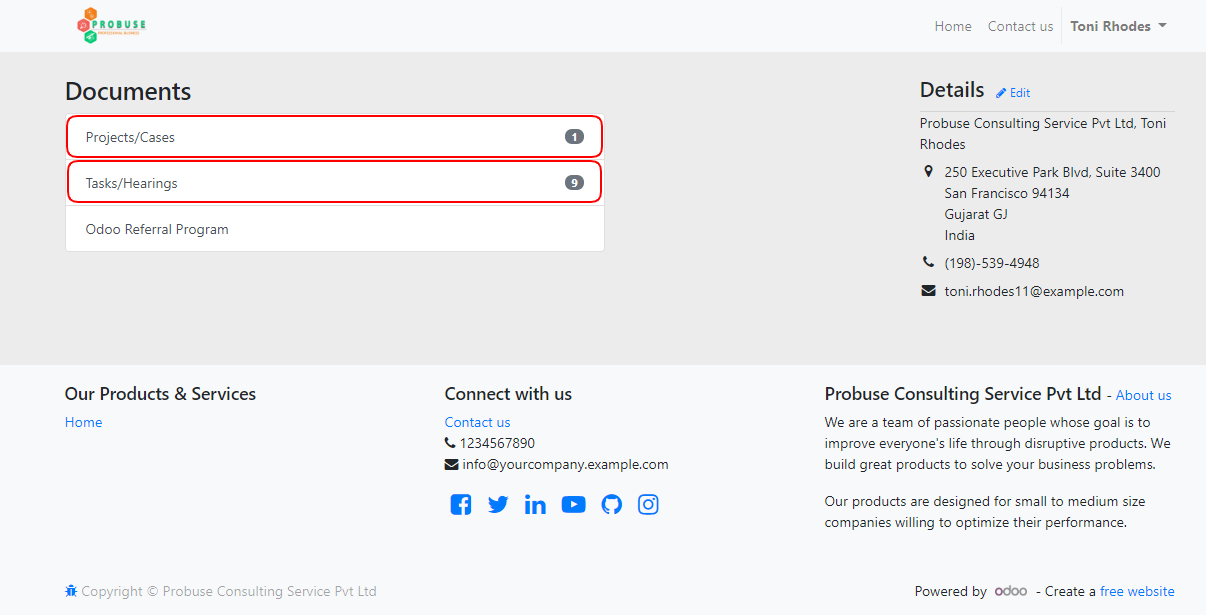 PROBUSE
PROFESSIONAL BUSINESS
Home Contact us Toni Rhodes
Documents
Projects/Cases 1
Tasks/Hearings 9
Odoo Referral Program
Details Edit
Probuse Consulting Service Pvt Ltd, Toni
Rhodes
250 Executive Park Blvd, Suite 3400
San Francisco 94134
Gujarat GJ
India
(198)-539-4948
toni.rhodes11@example.com
Our Products & Services
Home
Connect with us
Contact us
1234567890
info@yourcompany.example.com
Probuse Consulting Service Pvt Ltd - About us
We are a team of passionate people whose goal is to
improve everyone's life through disruptive products. We
build great products to solve your business problems.
Our products are designed for small to medium size
companies willing to optimize their performance.
Copyright © Probuse Consulting Service Pvt Ltd
Powered by odoo - Create a free website